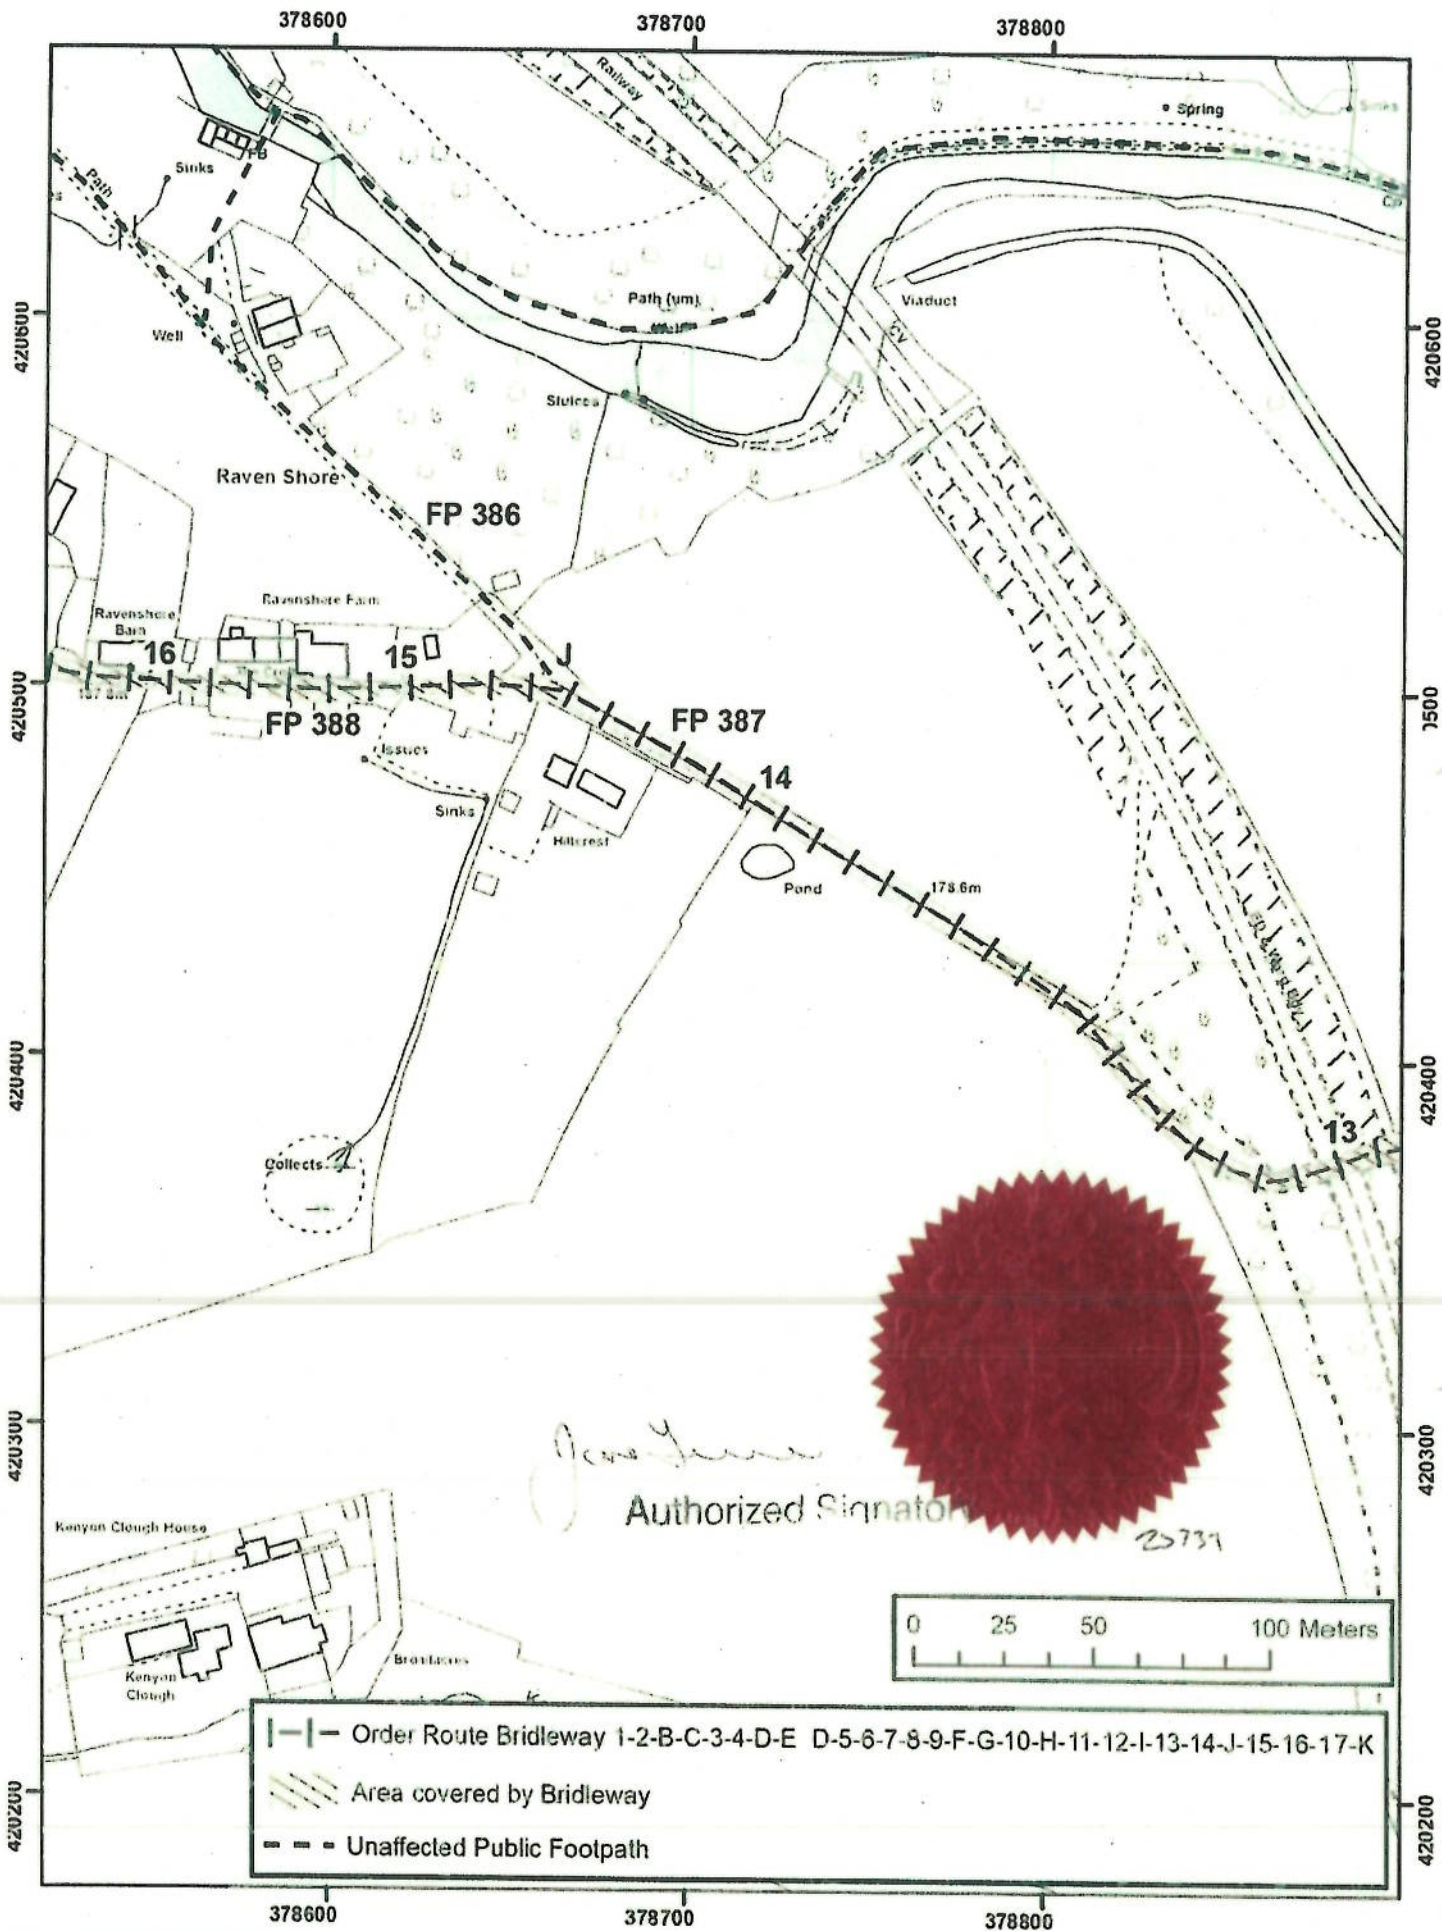 378600 378700 378800
Railway
Spring
Sinks
FB
Sinks
Path
CP
Path (um)
Viaduct
420600
Well
CV
420600
Sluices
Raven Shore
FP 386
Ravenshore Farm
Ravenshore
Barn
16
15
J
420500
FP 388
FP 387
Issues
14
Sinks
Hillcrest
Pond
178.6m
420400
420400
13
Collects
420300
420300
Authorized Signatory
Kenyon Clough House
0 25 50 100 Meters
Kenyon
Clough
Order Route Bridleway 1-2-B-C-3-4-D-E D-5-6-7-8-9-F-G-10-H-11-12-I-13-14-J-15-16-17-K
Area covered by Bridleway
Unaffected Public Footpath
420200
420200
378600 378700 378800